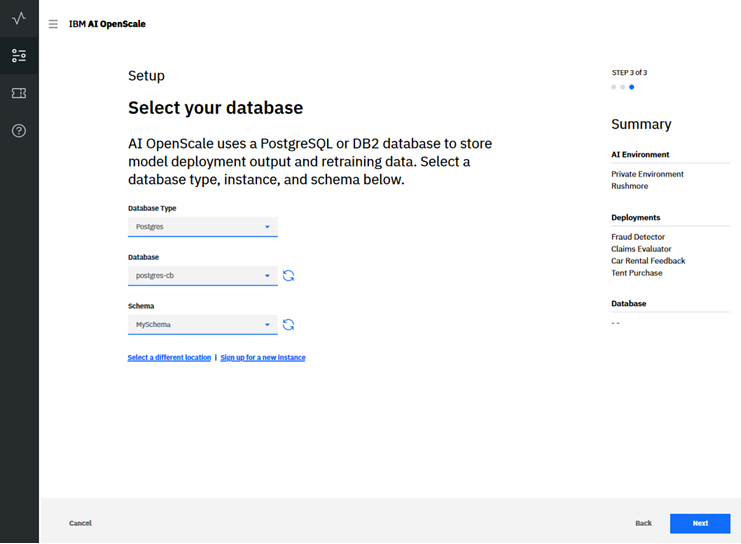 IBM AI OpenScale
Setup
Select your database
AI OpenScale uses a PostgreSQL or DB2 database to store
model deployment output and retraining data. Select a
database type, instance, and schema below.
Database Type
Postgres
Database
postgres-cb
Schema
MySchema
Select a different location | Sign up for a new instance
STEP 3 of 3
Summary
AI Environment
Private Environment
Rushmore
Deployments
Fraud Detector
Claims Evaluator
Car Rental Feedback
Tent Purchase
Database
- -
Cancel
Back
Next